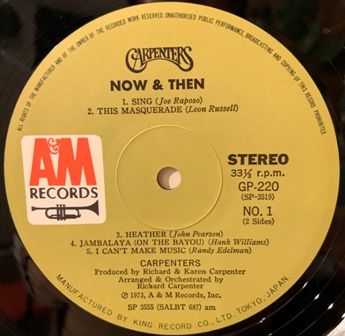 ALL RIGHTS OF THE MANUFACTURER AND OF THE OWNER OF THE RECORDED WORK RESERVED UNAUTHORISED PUBLIC PERFORMANCE, BROADCASTING AND COPYING OF THIS RECORD PROHIBITED.
CARPENTERS
NOW & THEN
1. SING (Joe Raposo)
2. THIS MASQUERADE (Leon Russell)
A&M
RECORDS
STEREO
33⅓ r.p.m.
GP-220
(SP-3519)
NO. 1
(2 Sides)
3. HEATHER (John Pearson)
4. JAMBALAYA (ON THE BAYOU) (Hank Williams)
5. I CAN'T MAKE MUSIC (Randy Edelman)
CARPENTERS
Produced by Richard & Karen Carpenter
Arranged & Orchestrated by
Richard Carpenter
℗1973, A & M Records, Inc.
SP 3555 (SALBT 687) am
MANUFACTURED BY KING RECORD CO. LTD. TOKYO, JAPAN.